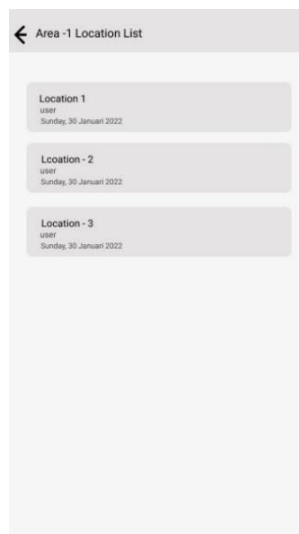 Area -1 Location List
Location 1
user
Sunday, 30 Januari 2022
Lcoation - 2
user
Sunday, 30 Januari 2022
Location - 3
user
Sunday, 30 Januari 2022